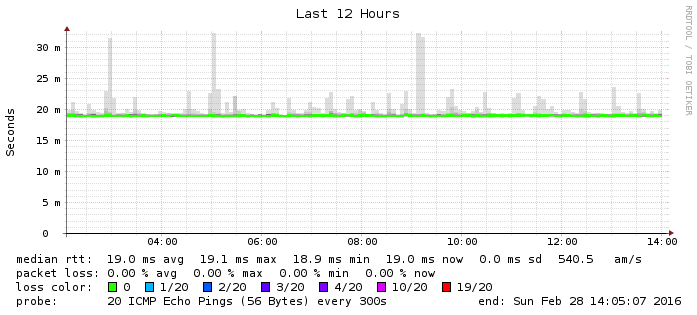 Last 12 Hours
RRDTOOL / TOBI OETIKER
Seconds
30 m
25 m
20 m
15 m
10 m
5 m
0
04:00 06:00 08:00 10:00 12:00 14:00
median rtt: 19.0 ms avg 19.1 ms max 18.9 ms min 19.0 ms now 0.0 ms sd 540.5 am/s
packet loss: 0.00 % avg 0.00 % max 0.00 % min 0.00 % now
loss color: 0 1/20 2/20 3/20 4/20 10/20 19/20
probe: 20 ICMP Echo Pings (56 Bytes) every 300s end: Sun Feb 28 14:05:07 2016